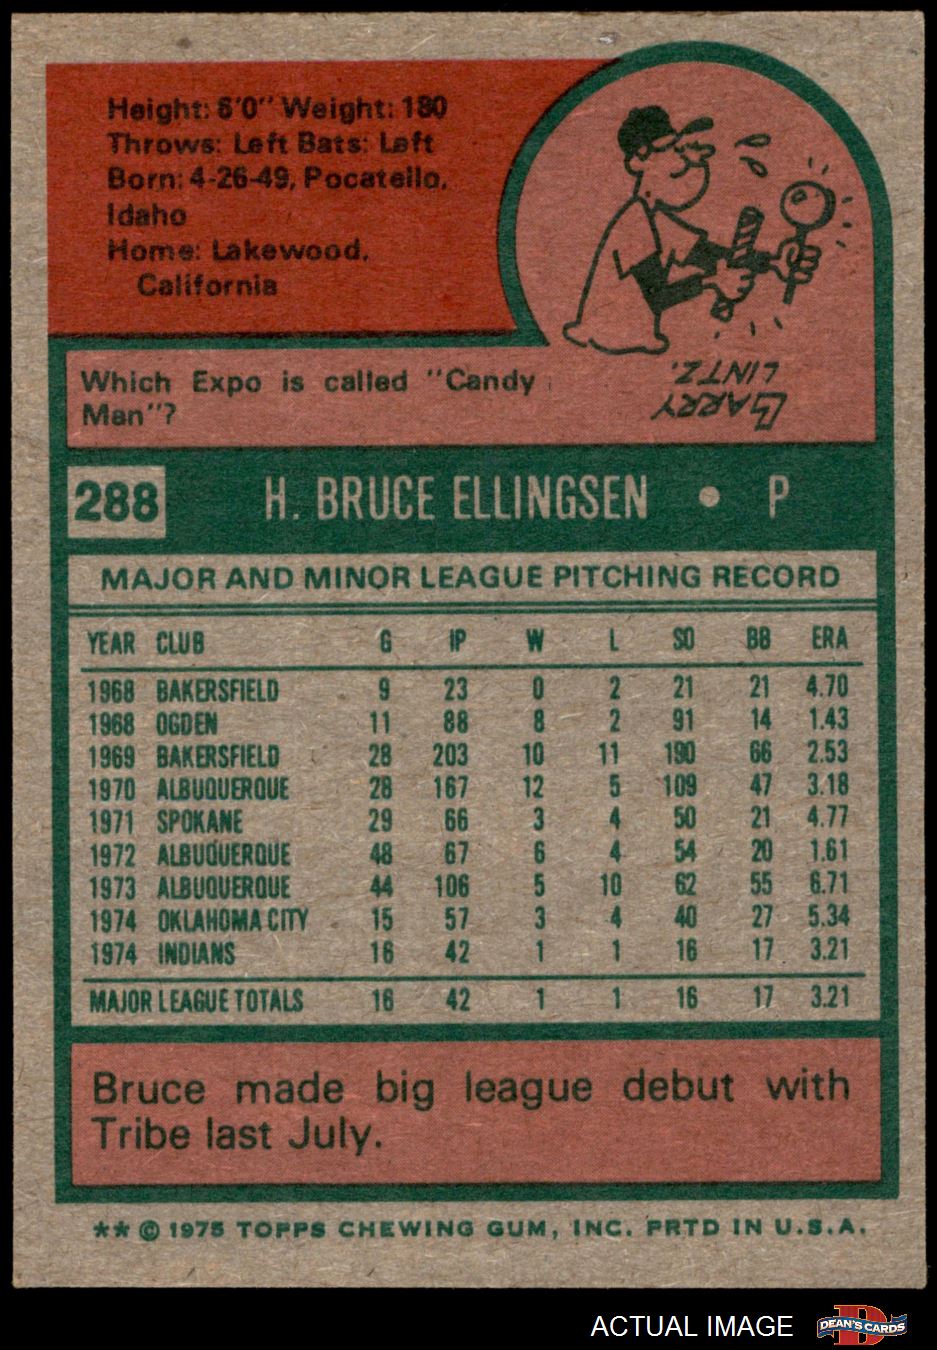 Height: 6'0" Weight: 180
Throws: Left Bats: Left
Born: 4-26-49, Pocatello,
Idaho
Home: Lakewood,
California
Which Expo is called "Candy
Man"?
LARRY
LINTZ.
288 H. BRUCE ELLINGSEN • P
MAJOR AND MINOR LEAGUE PITCHING RECORD
YEAR CLUB G IP W L SO BB ERA
1968 BAKERSFIELD 9 23 0 2 21 21 4.70
1968 OGDEN 11 88 8 2 91 14 1.43
1969 BAKERSFIELD 28 203 10 11 190 66 2.53
1970 ALBUQUERQUE 28 167 12 5 109 47 3.18
1971 SPOKANE 29 66 3 4 50 21 4.77
1972 ALBUQUERQUE 48 67 6 4 54 20 1.61
1973 ALBUQUERQUE 44 106 5 10 62 55 6.71
1974 OKLAHOMA CITY 15 57 3 4 40 27 5.34
1974 INDIANS 16 42 1 1 16 17 3.21
MAJOR LEAGUE TOTALS 16 42 1 1 16 17 3.21
Bruce made big league debut with
Tribe last July.
** © 1975 TOPPS CHEWING GUM, INC. PRTD IN U.S.A.
ACTUAL IMAGE
DEAN'S CARDS